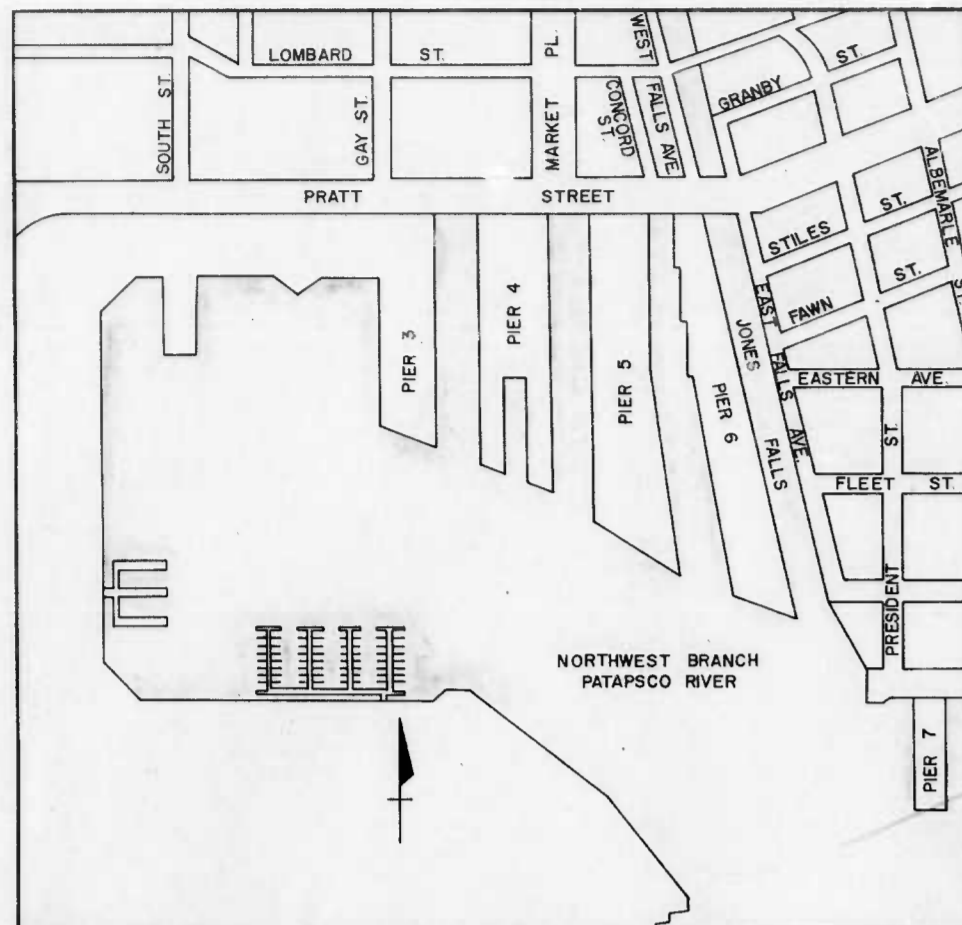 LOMBARD ST.
SOUTH ST.
GAY ST.
MARKET PL.
CONCORD ST.
WEST FALLS AVE
GRANBY ST.
PRATT STREET
ALBEMARLE
STILES ST.
FAWN ST.
EASTERN AVE.
EAST FALLS AVE.
JONES FALLS
FLEET ST.
PRESIDENT ST.
PIER 3
PIER 4
PIER 5
PIER 6
NORTHWEST BRANCH
PATAPSCO RIVER
PIER 7